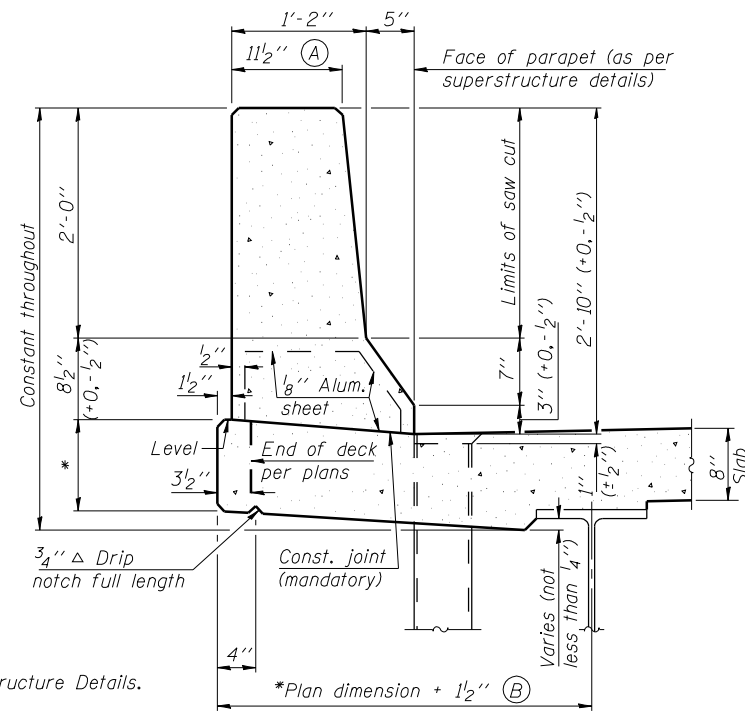 1'-2"
5"
11½" Ⓐ
Face of parapet (as per
superstructure details)
Constant throughout
2'-0"
8½"
(+0,-½")
Limits of saw cut
2'-10" (+0,-½")
7"
3" (+0,-½")
½"
1½"
⅛" Alum.
sheet
Level
End of deck
per plans
*
3½"
1"
(±½")
8"
Slab
¾" Δ Drip
notch full length
Const. joint
(mandatory)
Varies (not
less than ¼")
4"
ructure Details.
*Plan dimension + 1½" Ⓑ